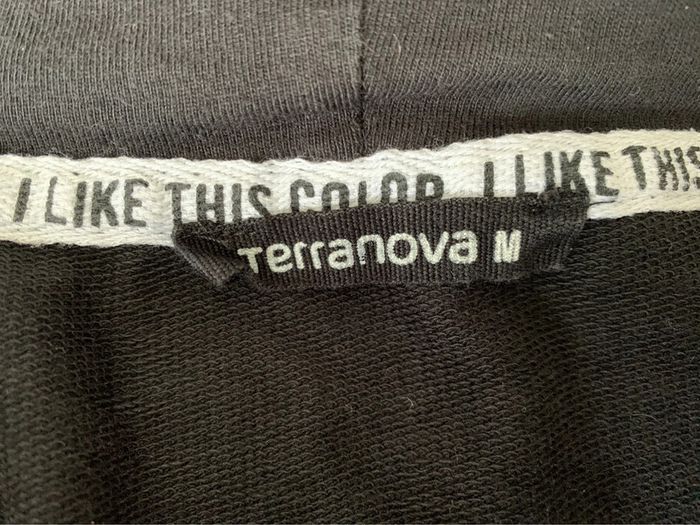 I LIKE THIS COLOR I LIKE THIS
Terranova M